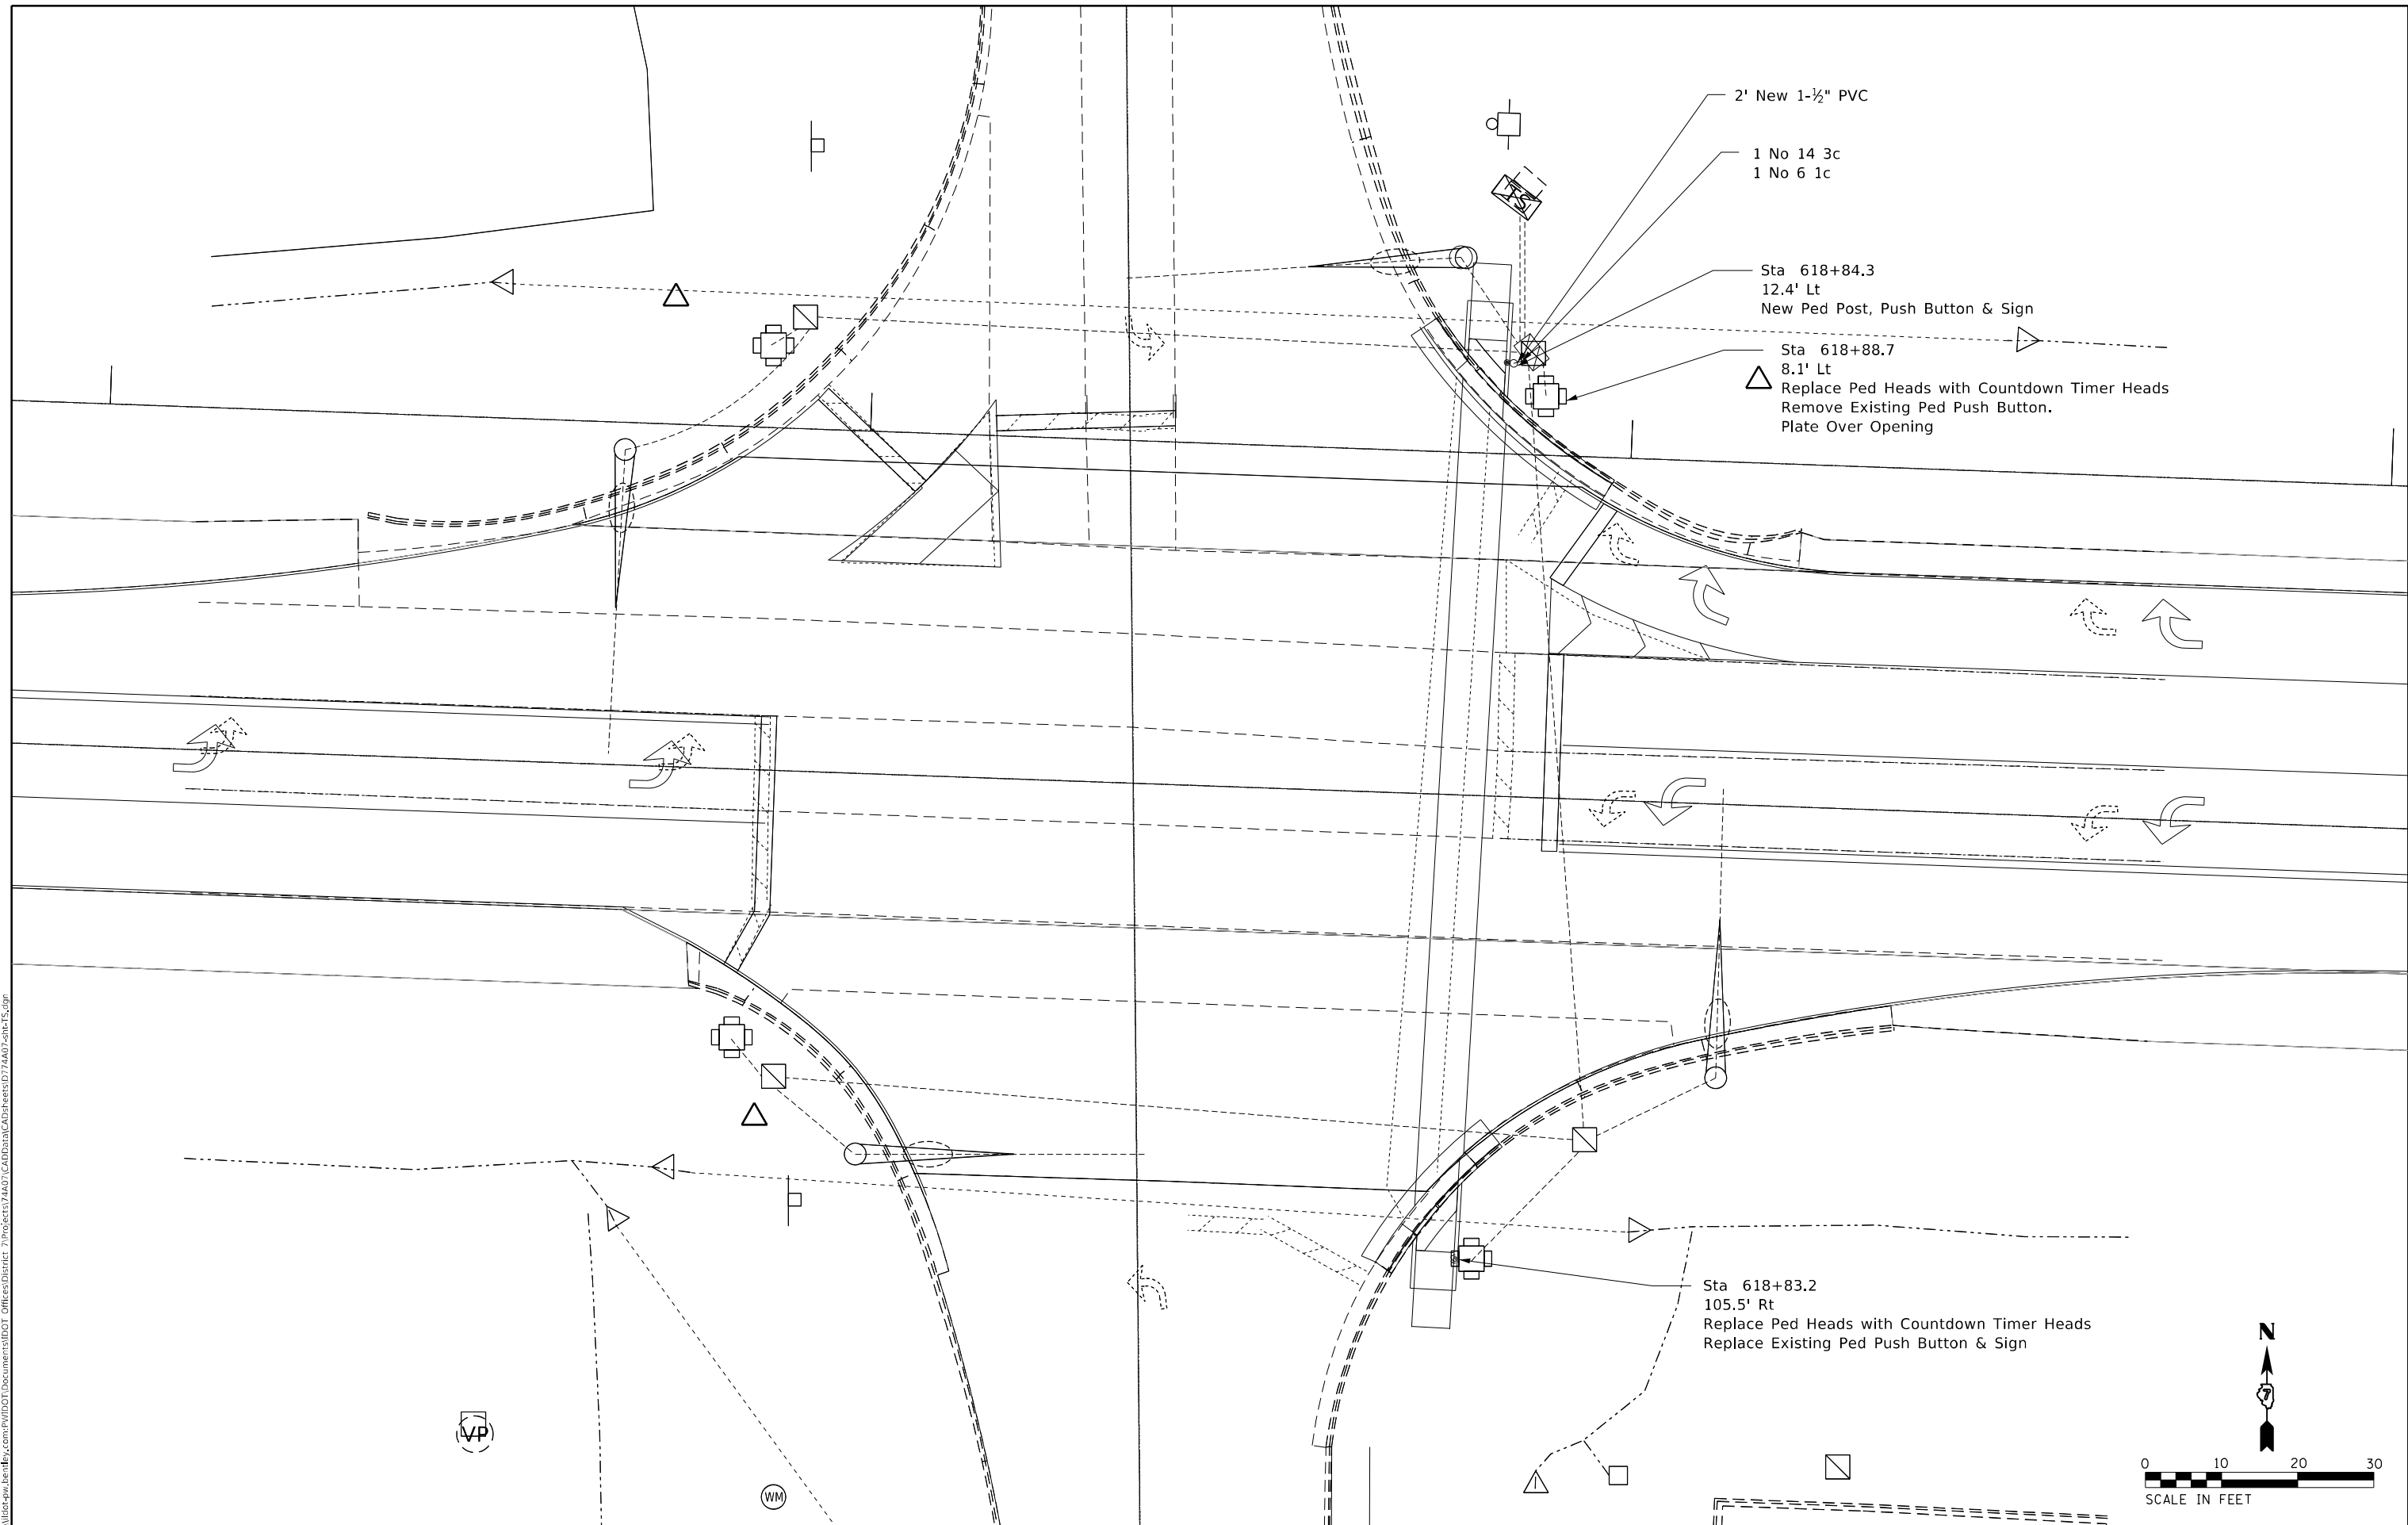 2' New 1-½" PVC
1 No 14 3c
1 No 6 1c
TS
Sta 618+84.3
12.4' Lt
New Ped Post, Push Button & Sign
Sta 618+88.7
8.1' Lt
Replace Ped Heads with Countdown Timer Heads
Remove Existing Ped Push Button.
Plate Over Opening
Sta 618+83.2
105.5' Rt
Replace Ped Heads with Countdown Timer Heads
Replace Existing Ped Push Button & Sign
VP
WM
N
7
0 10 20 30
SCALE IN FEET